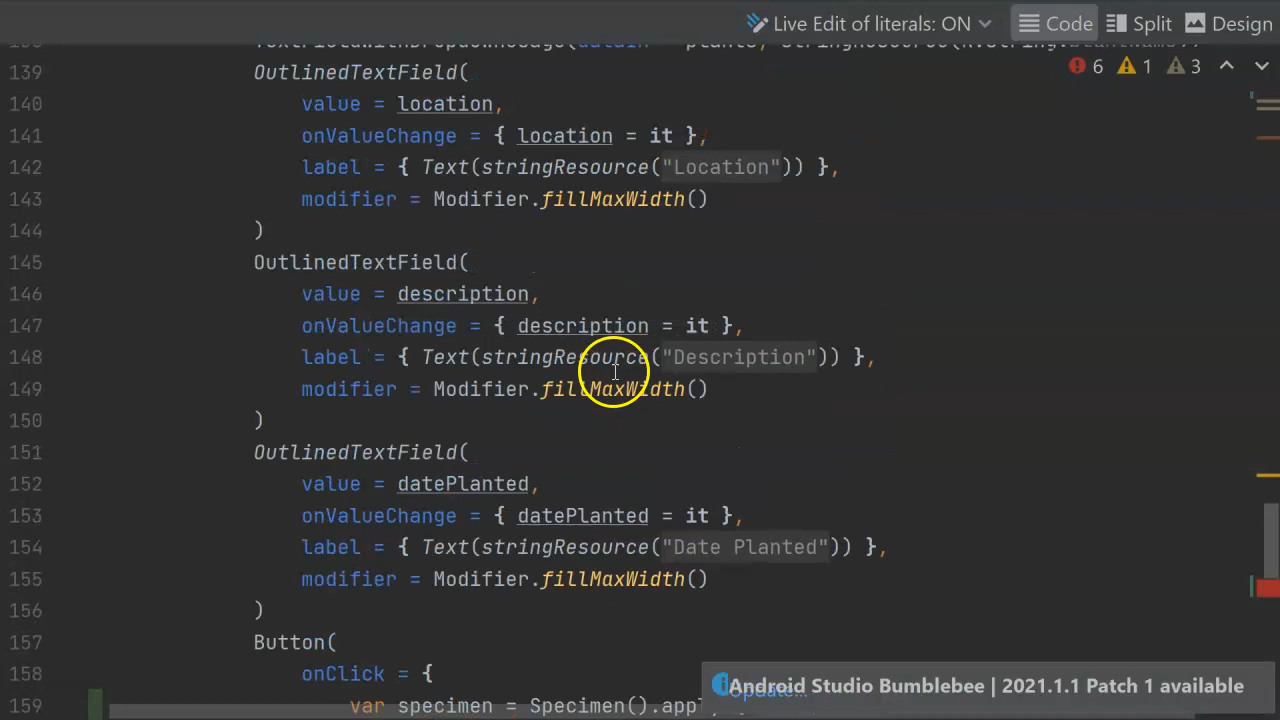 Live Edit of literals: ON Code Split Design
6 1 3
139 OutlinedTextField(
140 value = location,
141 onValueChange = { location = it },
142 label = { Text(stringResource("Location")) },
143 modifier = Modifier.fillMaxWidth()
144 )
145 OutlinedTextField(
146 value = description,
147 onValueChange = { description = it },
148 label = { Text(stringResource("Description")) },
149 modifier = Modifier.fillMaxWidth()
150 )
151 OutlinedTextField(
152 value = datePlanted,
153 onValueChange = { datePlanted = it },
154 label = { Text(stringResource("Date Planted")) },
155 modifier = Modifier.fillMaxWidth()
156 )
157 Button(
158 onClick = {
159 var specimen = Specimen().apply
Android Studio Bumblebee | 2021.1.1 Patch 1 available
Update...